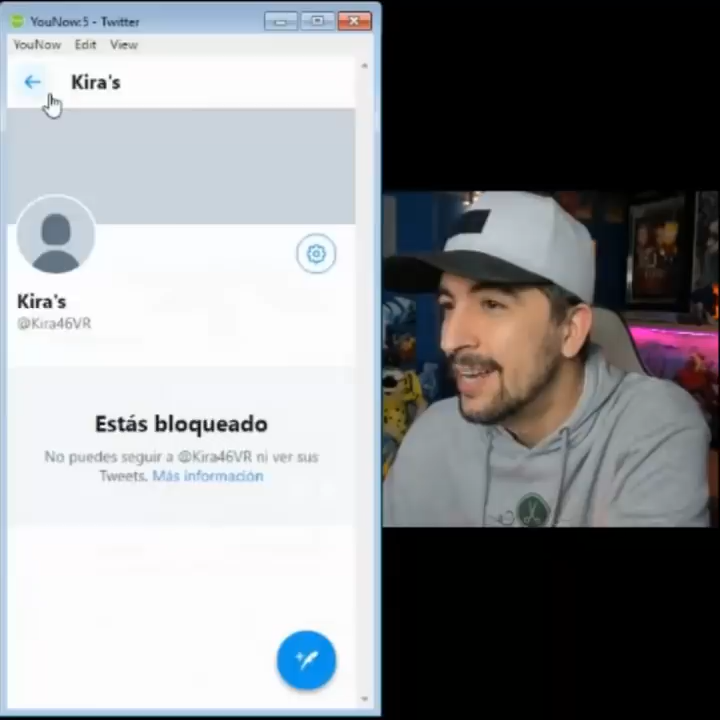 YouNow:5 - Twitter
YouNow Edit View
Kira's
Kira's
@Kira46VR
Estás bloqueado
No puedes seguir a @Kira46VR ni ver sus
Tweets. Más información